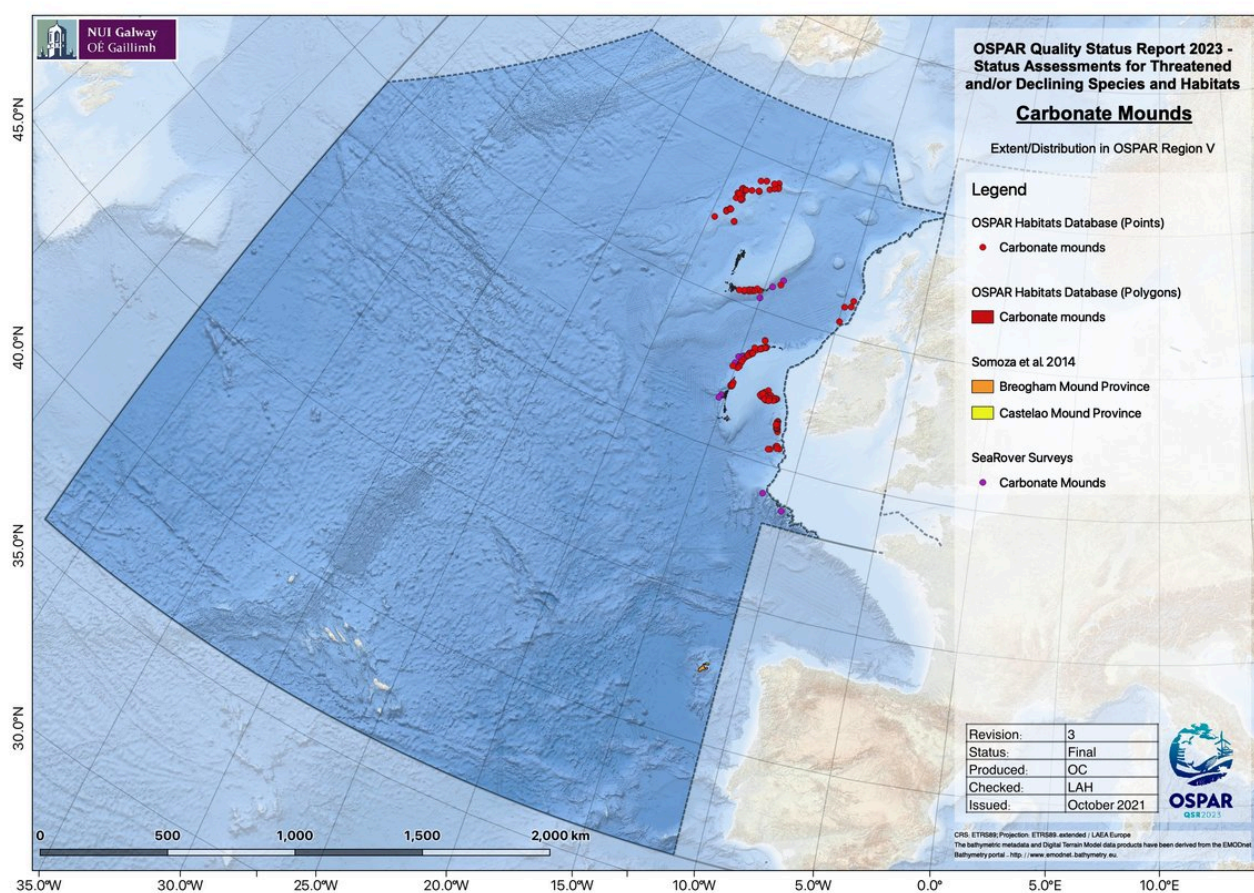 NUI Galway
OÉ Gaillimh
OSPAR Quality Status Report 2023 -
Status Assessments for Threatened
and/or Declining Species and Habitats
Carbonate Mounds
Extent/Distribution in OSPAR Region V
Legend
OSPAR Habitats Database (Points)
Carbonate mounds
OSPAR Habitats Database (Polygons)
Carbonate mounds
Somoza et al. 2014
Breogham Mound Province
Castelao Mound Province
SeaRover Surveys
Carbonate Mounds
45.0°N
40.0°N
35.0°N
30.0°N
Revision: 3
Status: Final
Produced: OC
Checked: LAH
Issued: October 2021
OSPAR
QSR2023
CRS: ETRS89; Projection: ETRS89-extended / LAEA Europe
The bathymetric metadata and Digital Terrain Model data products have been derived from the EMODnet
Bathymetry portal - http://www.emodnet-bathymetry.eu.
0 500 1,000 1,500 2,000 km
35.0°W 30.0°W 25.0°W 20.0°W 15.0°W 10.0°W 5.0°W 0.0° 5.0°E 10.0°E